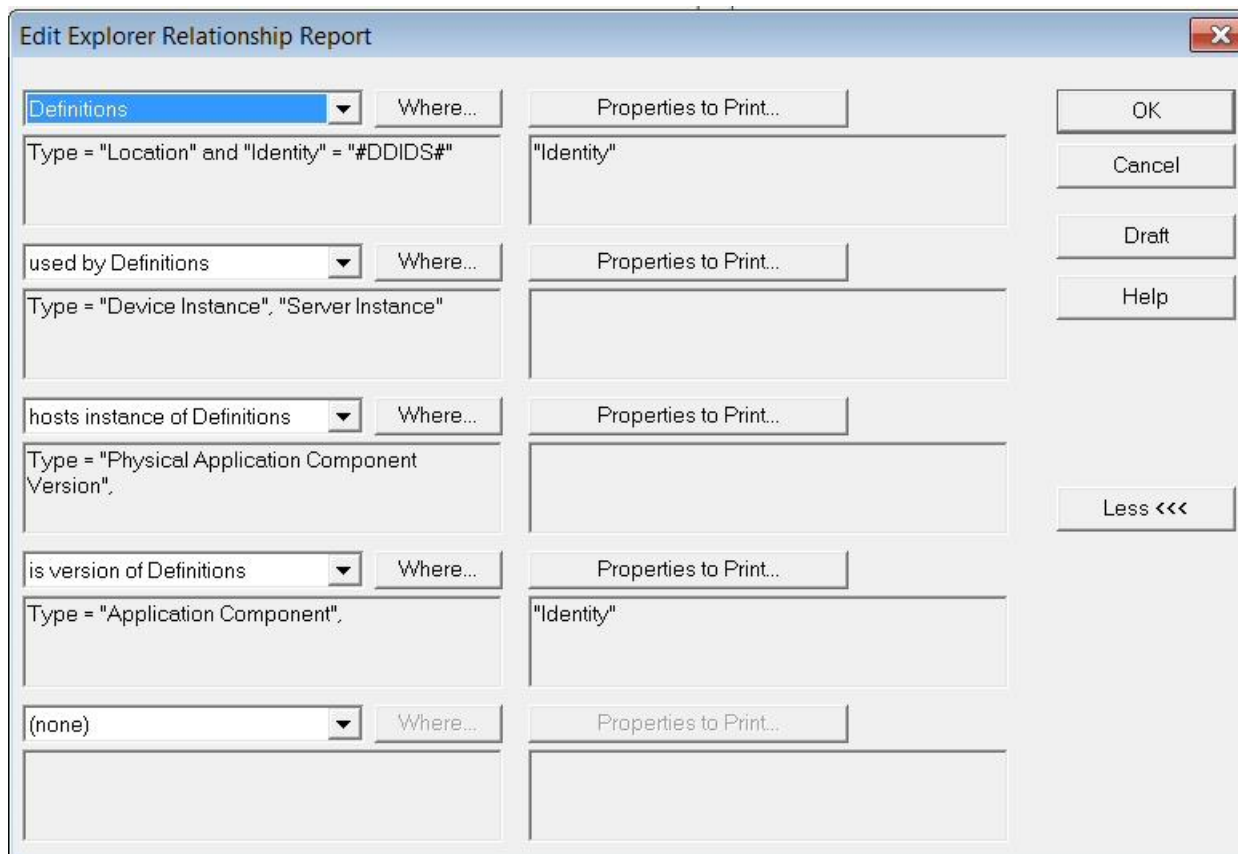 Edit Explorer Relationship Report
Definitions Where... Properties to Print... OK
Type = "Location" and "Identity" = "#DDIDS#" "Identity"
Cancel
Draft
used by Definitions Where... Properties to Print...
Type = "Device Instance", "Server Instance"
Help
hosts instance of Definitions Where... Properties to Print...
Type = "Physical Application Component
Version",
Less <<<
is version of Definitions Where... Properties to Print...
Type = "Application Component", "Identity"
(none) Where... Properties to Print...